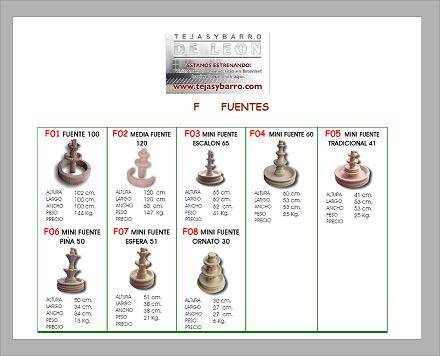 TEJASYBARRO
DE LEON
ESTAMOS ESTRENANDO!
www.tejasybarro.com
F FUENTES
F01 FUENTE 100
ALTURA 102 cm.
LARGO 100 cm.
ANCHO 100 cm.
PESO 144 Kg.
PRECIO
F02 MEDIA FUENTE
120
ALTURA 120 cm.
LARGO 120 cm.
ANCHO 60 cm.
PESO 147 Kg.
PRECIO
F03 MINI FUENTE
ESCALON 65
ALTURA 65 cm.
LARGO 62 cm.
ANCHO 62 cm.
PESO 41 Kg.
PRECIO
F04 MINI FUENTE 60
ALTURA 60 cm.
LARGO 53 cm.
ANCHO 53 cm.
PESO 25 Kg.
PRECIO
F05 MINI FUENTE
TRADICIONAL 41
ALTURA 41 cm.
LARGO 53 cm.
ANCHO 53 cm.
PESO 25 Kg.
PRECIO
F06 MINI FUENTE
PINA 50
ALTURA 50 cm.
LARGO 34 cm.
ANCHO 34 cm.
PESO 13 Kg.
PRECIO
F07 MINI FUENTE
ESFERA 51
ALTURA 51 cm.
LARGO 38 cm.
ANCHO 38 cm.
PESO 21 Kg.
PRECIO
F08 MINI FUENTE
ORNATO 30
ALTURA 30 cm.
LARGO 27 cm.
ANCHO 27 cm.
PESO 6 Kg.
PRECIO